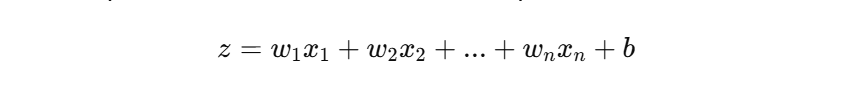 z = w₁x₁ + w₂x₂ + ... + wₙxₙ + b